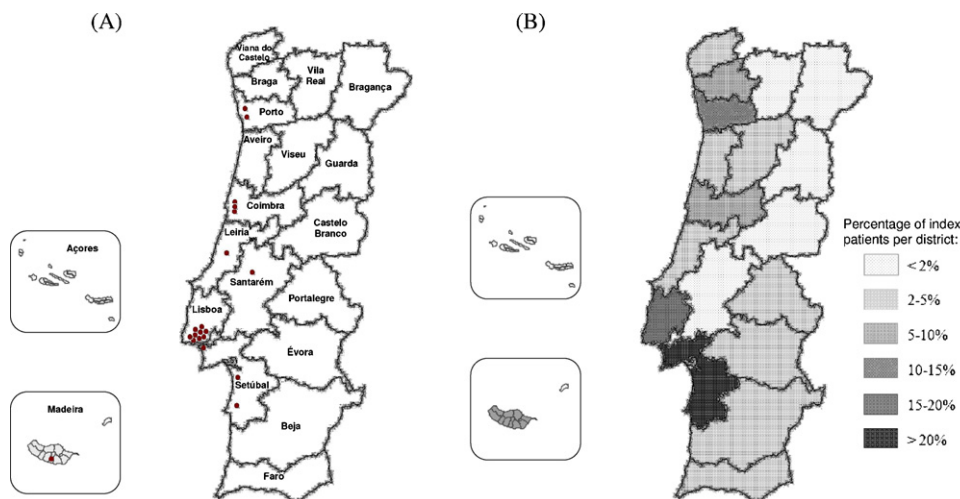 (A)
(B)
Viana do
Castelo
Braga
Vila
Real
Bragança
Porto
Aveiro
Viseu
Guarda
Coimbra
Castelo
Branco
Leiria
Açores
Santarém
Portalegre
Lisboa
Évora
Setúbal
Madeira
Beja
Faro
Percentage of index
patients per district:
<2%
2-5%
5-10%
10-15%
15-20%
>20%